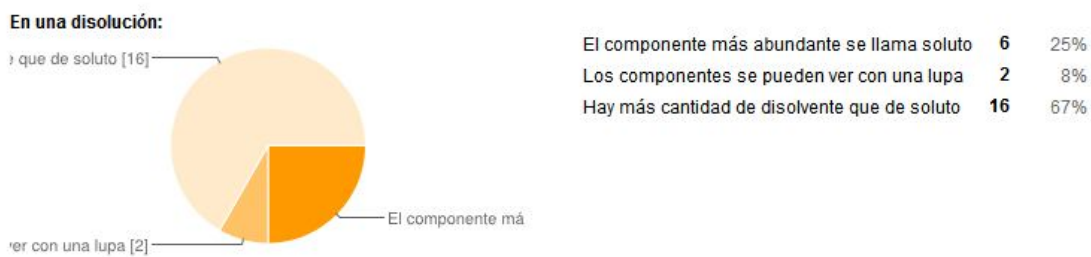 En una disolución:
que de soluto [16]
El componente má
ver con una lupa [2]
El componente más abundante se llama soluto 6 25%
Los componentes se pueden ver con una lupa 2 8%
Hay más cantidad de disolvente que de soluto 16 67%